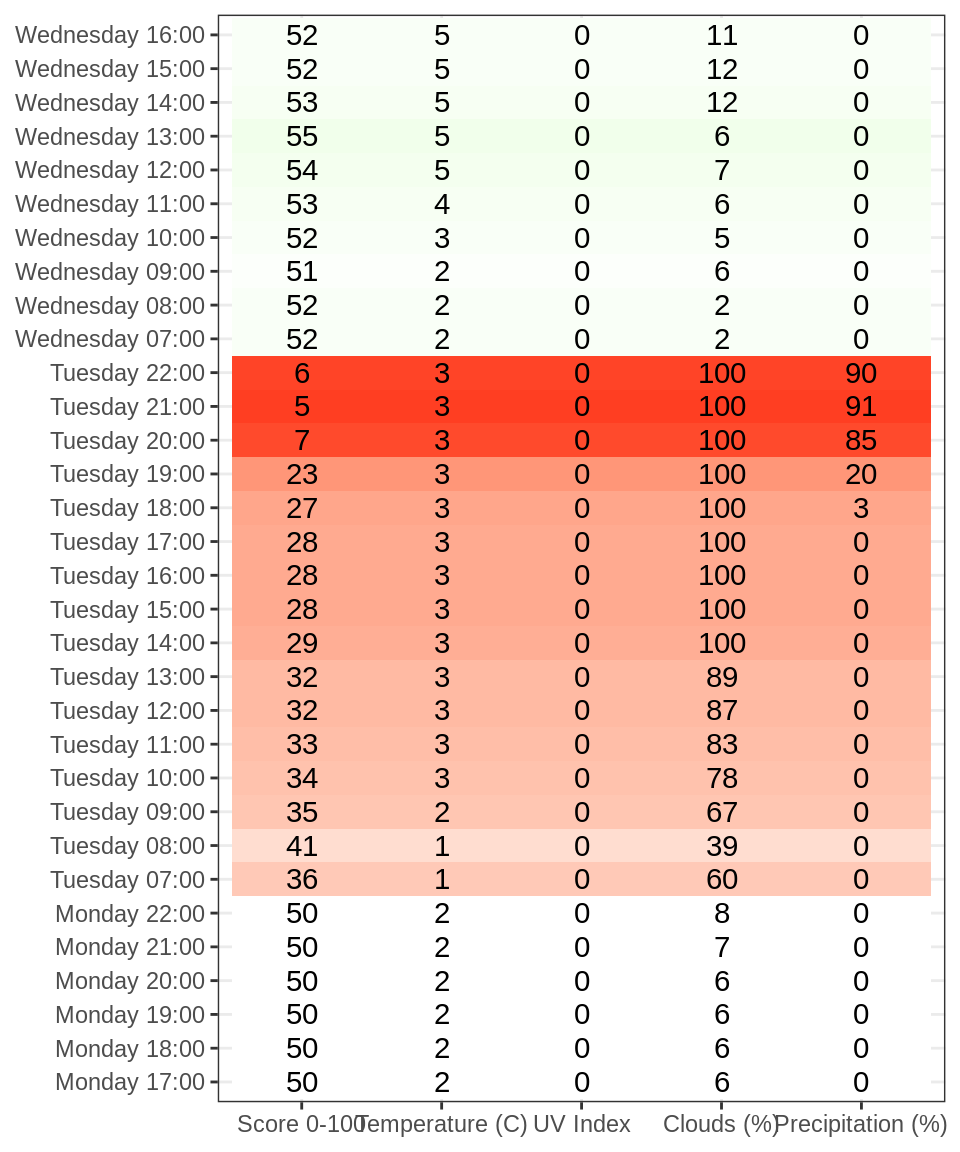 Wednesday 16:00 52 5 0 11 0
Wednesday 15:00 52 5 0 12 0
Wednesday 14:00 53 5 0 12 0
Wednesday 13:00 55 5 0 6 0
Wednesday 12:00 54 5 0 7 0
Wednesday 11:00 53 4 0 6 0
Wednesday 10:00 52 3 0 5 0
Wednesday 09:00 51 2 0 6 0
Wednesday 08:00 52 2 0 2 0
Wednesday 07:00 52 2 0 2 0
Tuesday 22:00 6 3 0 100 90
Tuesday 21:00 5 3 0 100 91
Tuesday 20:00 7 3 0 100 85
Tuesday 19:00 23 3 0 100 20
Tuesday 18:00 27 3 0 100 3
Tuesday 17:00 28 3 0 100 0
Tuesday 16:00 28 3 0 100 0
Tuesday 15:00 28 3 0 100 0
Tuesday 14:00 29 3 0 100 0
Tuesday 13:00 32 3 0 89 0
Tuesday 12:00 32 3 0 87 0
Tuesday 11:00 33 3 0 83 0
Tuesday 10:00 34 3 0 78 0
Tuesday 09:00 35 2 0 67 0
Tuesday 08:00 41 1 0 39 0
Tuesday 07:00 36 1 0 60 0
Monday 22:00 50 2 0 8 0
Monday 21:00 50 2 0 7 0
Monday 20:00 50 2 0 6 0
Monday 19:00 50 2 0 6 0
Monday 18:00 50 2 0 6 0
Monday 17:00 50 2 0 6 0
Score 0-100 Temperature (C) UV Index Clouds (%) Precipitation (%)